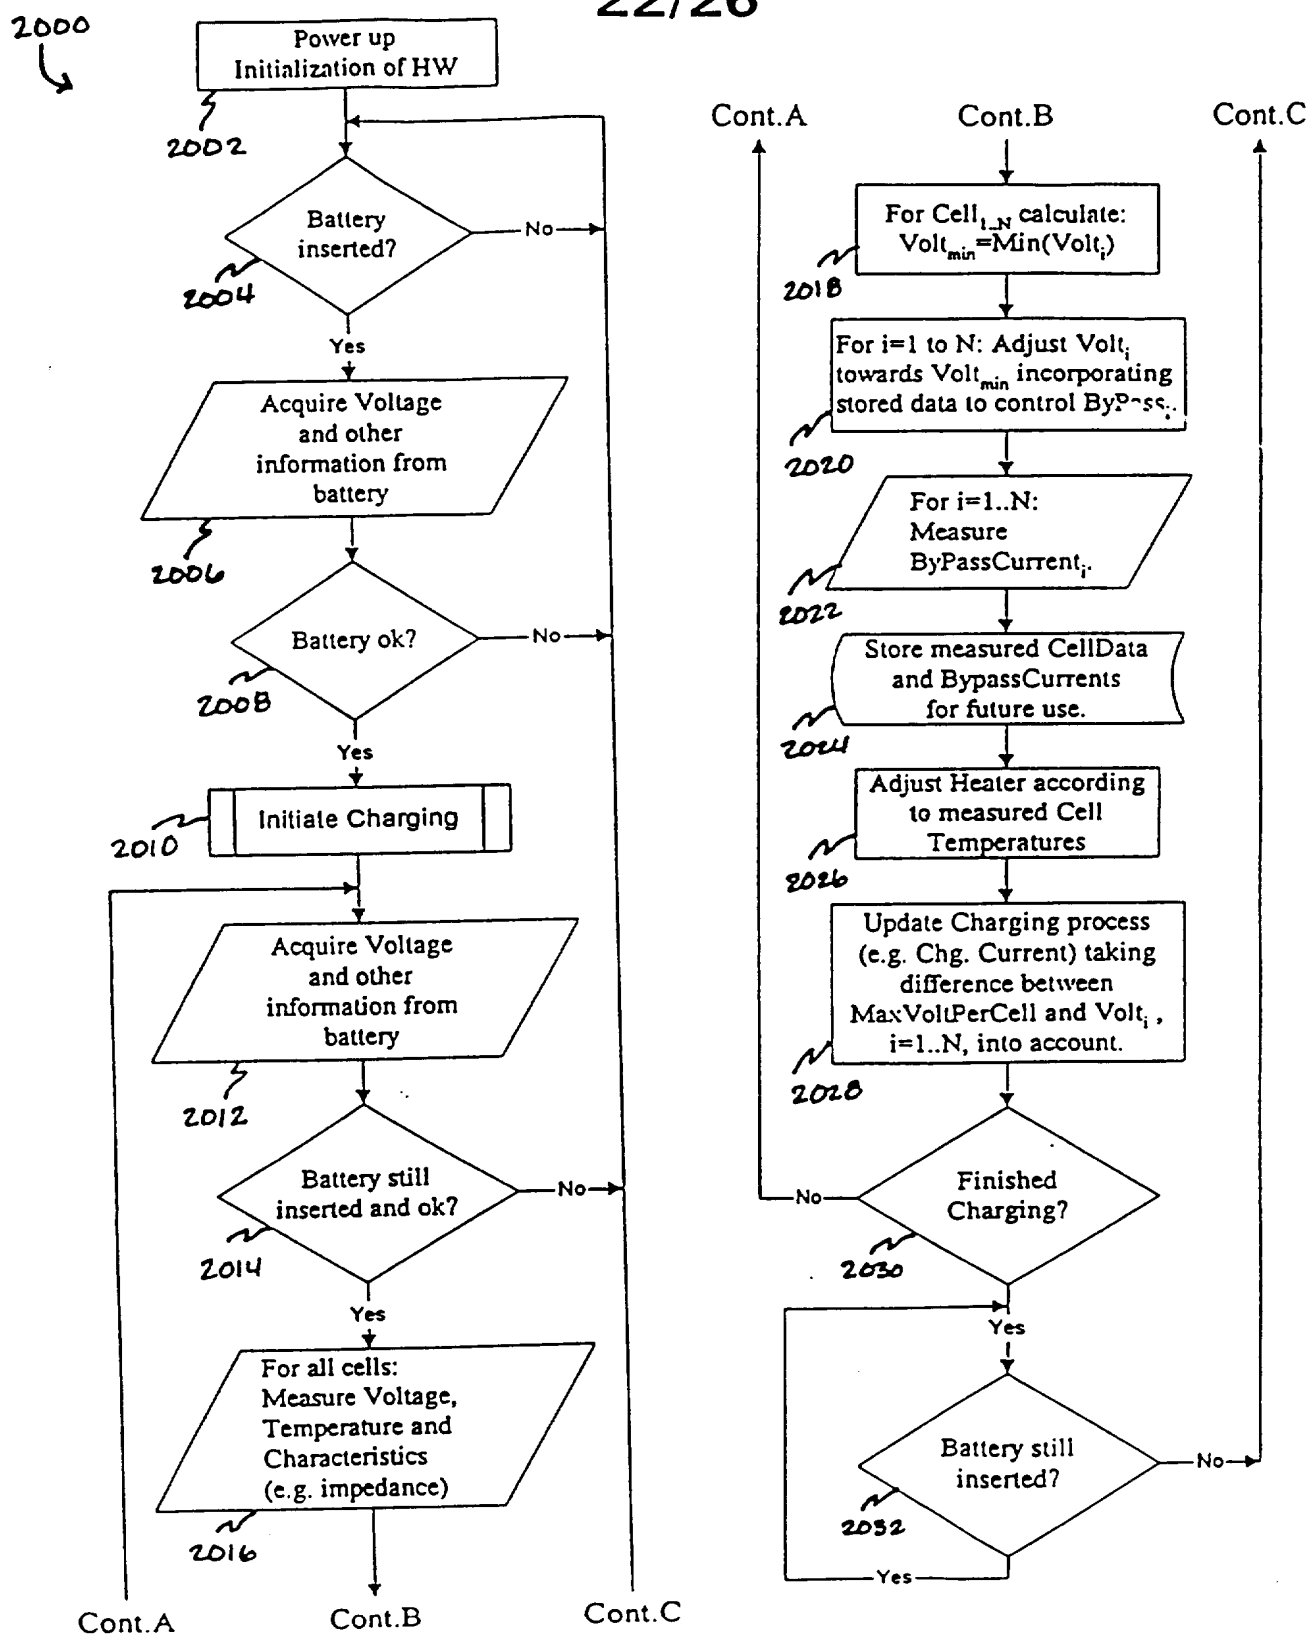 22/26
2000
Power up
Initialization of HW
2002
Battery
inserted?
No
2004
Yes
Acquire Voltage
and other
information from
battery
2006
Battery ok?
No
2008
Yes
Initiate Charging
2010
Acquire Voltage
and other
information from
battery
2012
Battery still
inserted and ok?
No
2014
Yes
For all cells:
Measure Voltage,
Temperature and
Characteristics
(e.g. impedance)
2016
Cont.A
Cont.B
Cont.C
Cont.A
Cont.B
Cont.C
For Cell1..N calculate:
Voltmin=Min(Volti)
2018
For i=1 to N: Adjust Volti
towards Voltmin incorporating
stored data to control ByPassi.
2020
For i=1..N:
Measure
ByPassCurrenti.
2022
Store measured CellData
and BypassCurrents
for future use.
2024
Adjust Heater according
to measured Cell
Temperatures
2026
Update Charging process
(e.g. Chg. Current) taking
difference between
MaxVoltPerCell and Volti ,
i=1..N, into account.
2028
Finished
Charging?
No
2030
Yes
Battery still
inserted?
No
2032
Yes